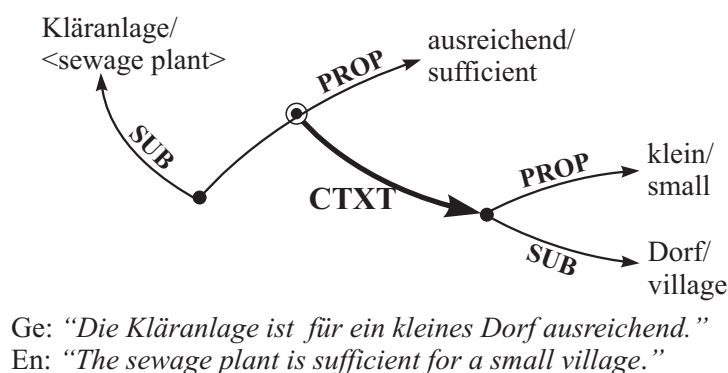 Kläranlage/
<sewage plant>
ausreichend/
sufficient
PROP
SUB
CTXT
klein/
small
PROP
SUB
Dorf/
village
Ge: “Die Kläranlage ist für ein kleines Dorf ausreichend.”
En: “The sewage plant is sufficient for a small village.”